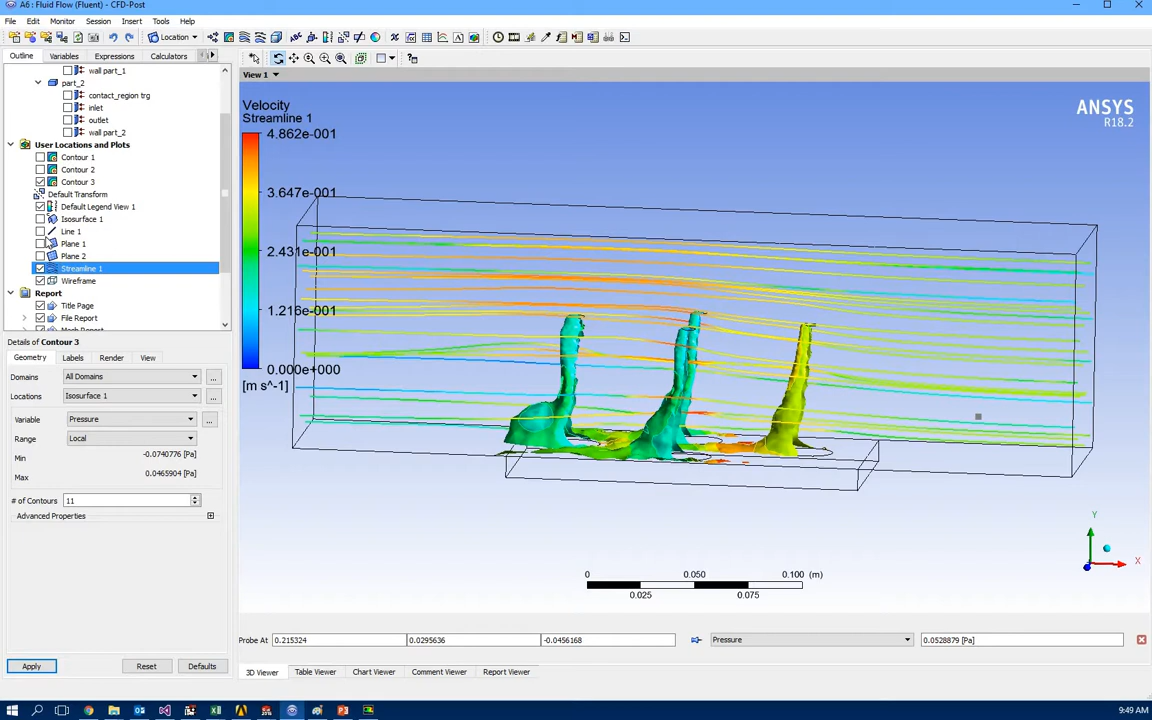 A6 : Fluid Flow (Fluent) - CFD-Post
File Edit Monitor Session Insert Tools Help
Location
Outline Variables Expressions Calculators
View 1
wall part_1
part_2
contact_region trg
inlet
outlet
wall part_2
User Locations and Plots
Contour 1
Contour 2
Contour 3
Default Transform
Default Legend View 1
Isosurface 1
Line 1
Plane 1
Plane 2
Streamline 1
Wireframe
Report
Title Page
File Report
Mesh Report
Details of Contour 3
Geometry Labels Render View
Domains All Domains ...
Locations Isosurface 1 ...
Variable Pressure ...
Range Local
Min -0.0740776 [Pa]
Max 0.0465904 [Pa]
# of Contours 11
Advanced Properties
Apply Reset Defaults
Velocity
Streamline 1
4.862e-001
3.647e-001
2.431e-001
1.216e-001
0.000e+000
[m s^-1]
ANSYS
R18.2
0 0.050 0.100 (m)
0.025 0.075
Y
X
Probe At 0.215324 0.0295636 -0.0456168 Pressure 0.0528879 [Pa]
3D Viewer Table Viewer Chart Viewer Comment Viewer Report Viewer
9:49 AM